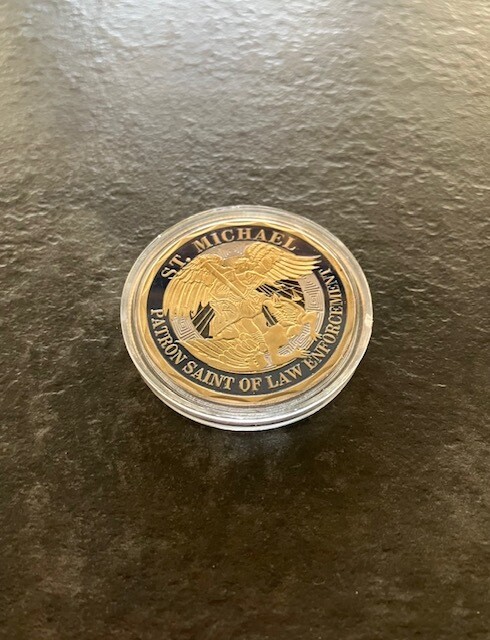 ST. MICHAEL
PATRON SAINT OF LAW ENFORCEMENT